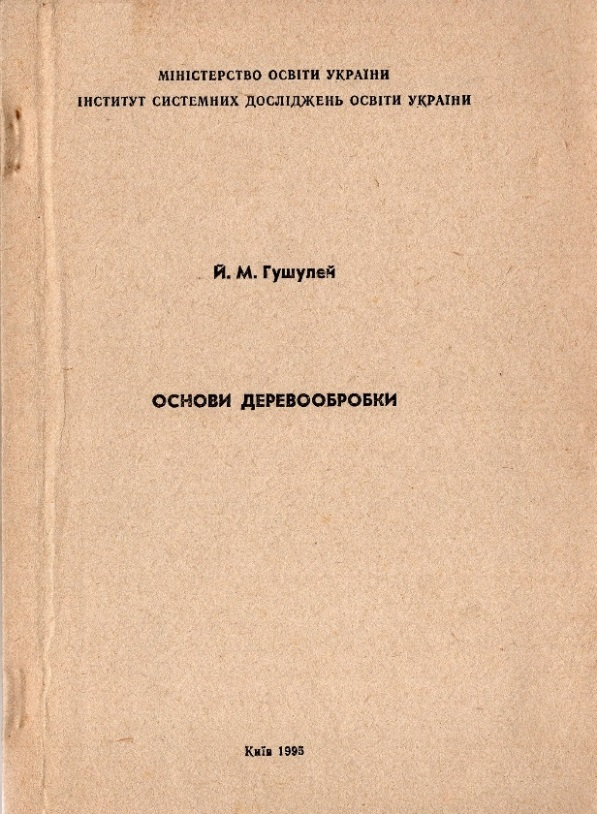 МІНІСТЕРСТВО ОСВІТИ УКРАЇНИ
ІНСТИТУТ СИСТЕМНИХ ДОСЛІДЖЕНЬ ОСВІТИ УКРАЇНИ
Й. М. Гушулей
ОСНОВИ ДЕРЕВООБРОБКИ
Київ 1995